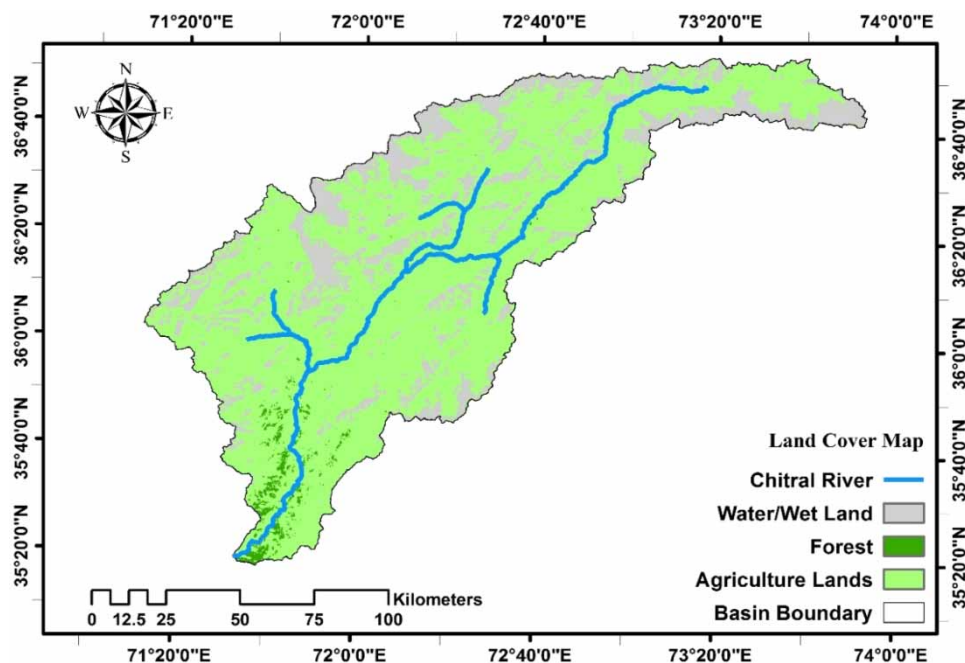 71°20'0"E 72°0'0"E 72°40'0"E 73°20'0"E 74°0'0"E
N
W E
S
36°40'0"N
36°20'0"N
36°0'0"N
35°40'0"N
35°20'0"N
36°40'0"N
36°20'0"N
36°0'0"N
35°40'0"N
35°20'0"N
Land Cover Map
Chitral River
Water/Wet Land
Forest
Agriculture Lands
Basin Boundary
Kilometers
0 12.5 25 50 75 100
71°20'0"E 72°0'0"E 72°40'0"E 73°20'0"E 74°0'0"E